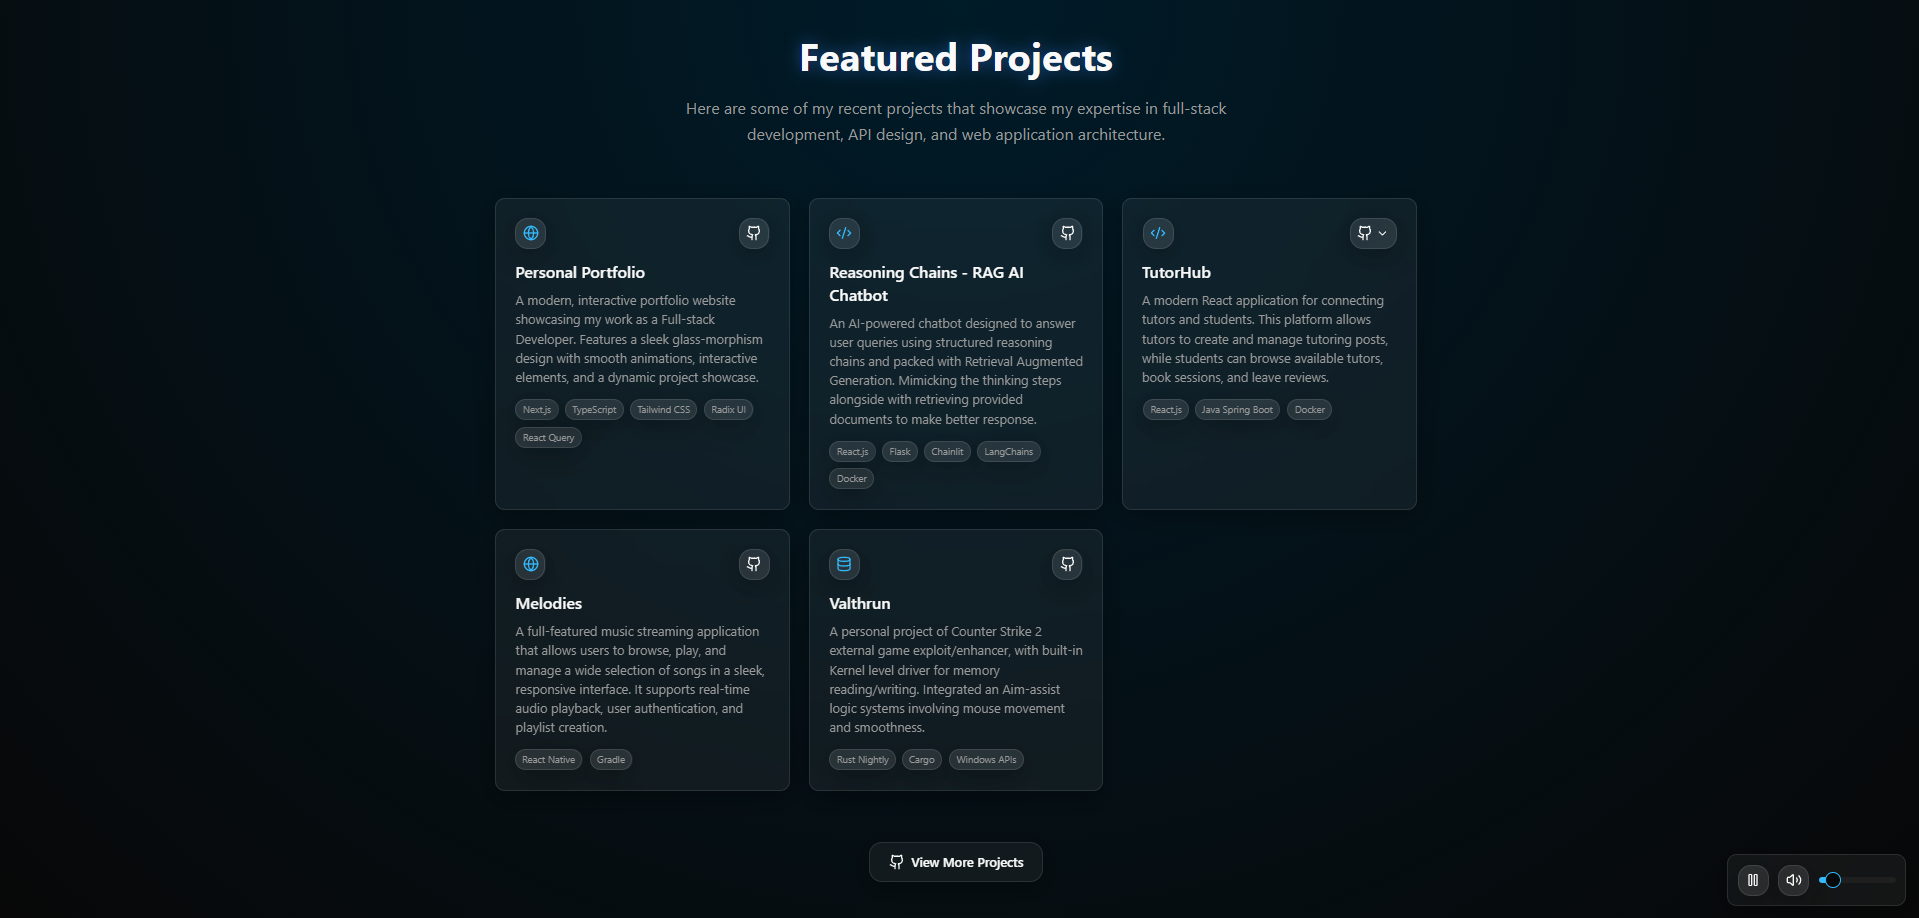 Featured Projects
Here are some of my recent projects that showcase my expertise in full-stack
development, API design, and web application architecture.
Personal Portfolio
A modern, interactive portfolio website
showcasing my work as a Full-stack
Developer. Features a sleek glass-morphism
design with smooth animations, interactive
elements, and a dynamic project showcase.
Next.js TypeScript Tailwind CSS Radix UI
React Query
Reasoning Chains - RAG AI
Chatbot
An AI-powered chatbot designed to answer
user queries using structured reasoning
chains and packed with Retrieval Augmented
Generation. Mimicking the thinking steps
alongside with retrieving provided
documents to make better response.
React.js Flask Chainlit LangChains
Docker
TutorHub
A modern React application for connecting
tutors and students. This platform allows
tutors to create and manage tutoring posts,
while students can browse available tutors,
book sessions, and leave reviews.
React.js Java Spring Boot Docker
Melodies
A full-featured music streaming application
that allows users to browse, play, and
manage a wide selection of songs in a sleek,
responsive interface. It supports real-time
audio playback, user authentication, and
playlist creation.
React Native Gradle
Valthrun
A personal project of Counter Strike 2
external game exploit/enhancer, with built-in
Kernel level driver for memory
reading/writing. Integrated an Aim-assist
logic systems involving mouse movement
and smoothness.
Rust Nightly Cargo Windows APIs
View More Projects